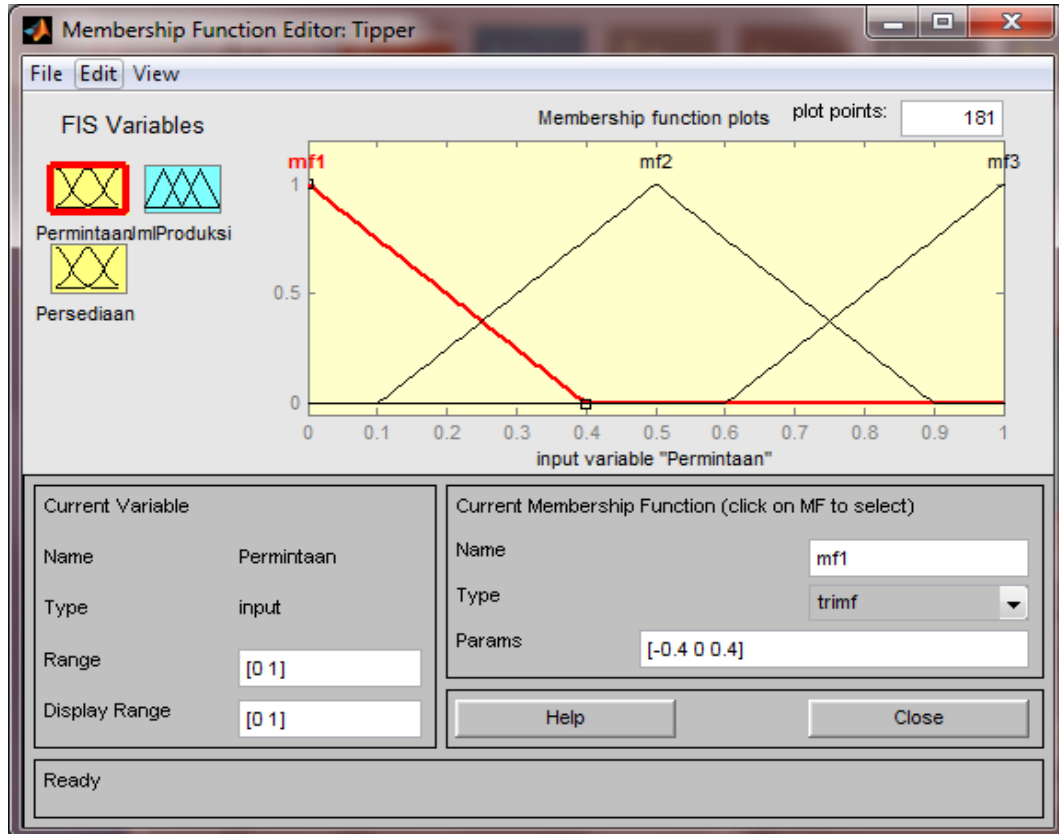 Membership Function Editor: Tipper
File Edit View
FIS Variables
Membership function plots plot points: 181
mf1 mf2 mf3
1
0.5
0
0 0.1 0.2 0.3 0.4 0.5 0.6 0.7 0.8 0.9 1
input variable "Permintaan"
Permintaan JmlProduksi
Persediaan
Current Variable
Name Permintaan
Type input
Range [0 1]
Display Range [0 1]
Current Membership Function (click on MF to select)
Name mf1
Type trimf
Params [-0.4 0 0.4]
Help Close
Ready